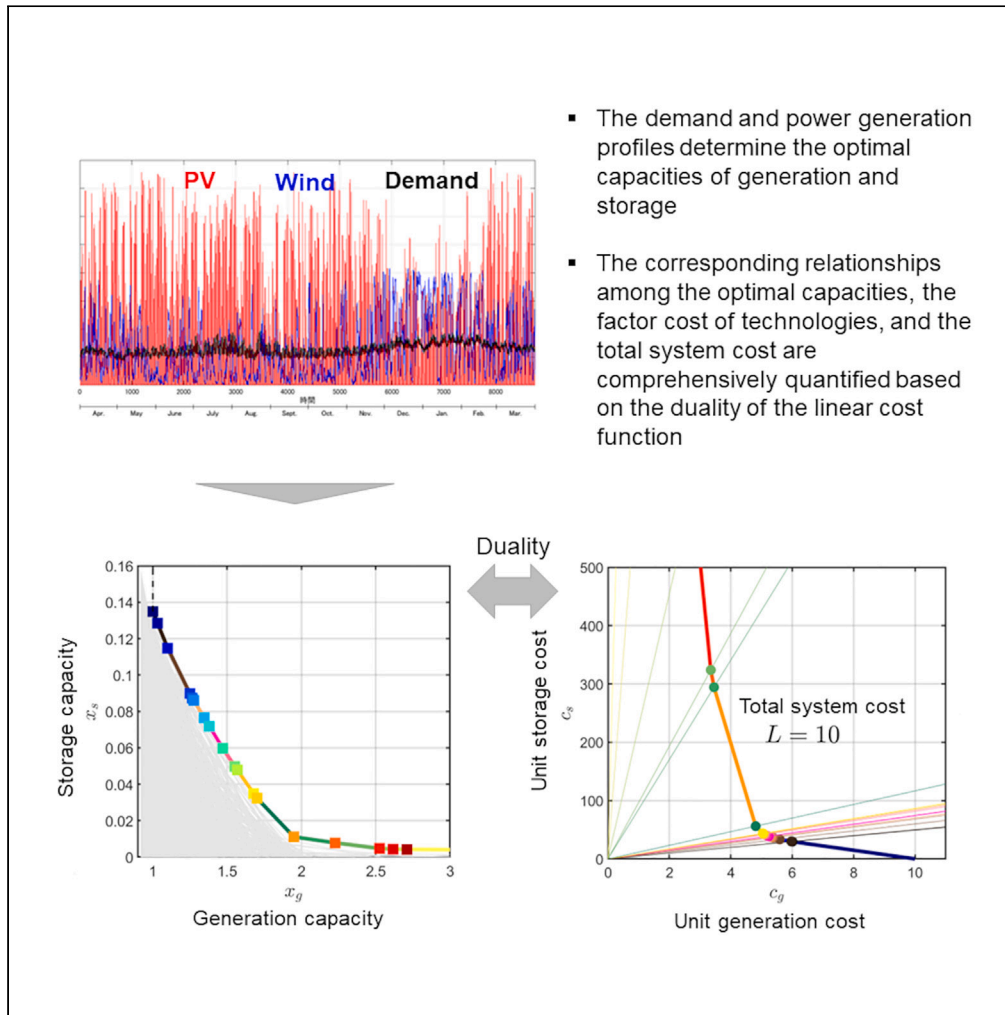 ▪ The demand and power generation
profiles determine the optimal
capacities of generation and
storage
▪ The corresponding relationships
among the optimal capacities, the
factor cost of technologies, and the
total system cost are
comprehensively quantified based
on the duality of the linear cost
function
PV Wind Demand
0 1000 2000 3000 4000 5000 6000 7000 8000
時間
Apr. May June July Aug. Sept. Oct. Nov. Dec. Jan. Feb. Mar.
Duality
Storage capacity
x_s
0.16
0.14
0.12
0.1
0.08
0.06
0.04
0.02
0
1 1.5 2 2.5 3
x_g
Generation capacity
Unit storage cost
c_s
500
400
300
200
100
0
Total system cost
L = 10
0 2 4 6 8 10
c_g
Unit generation cost